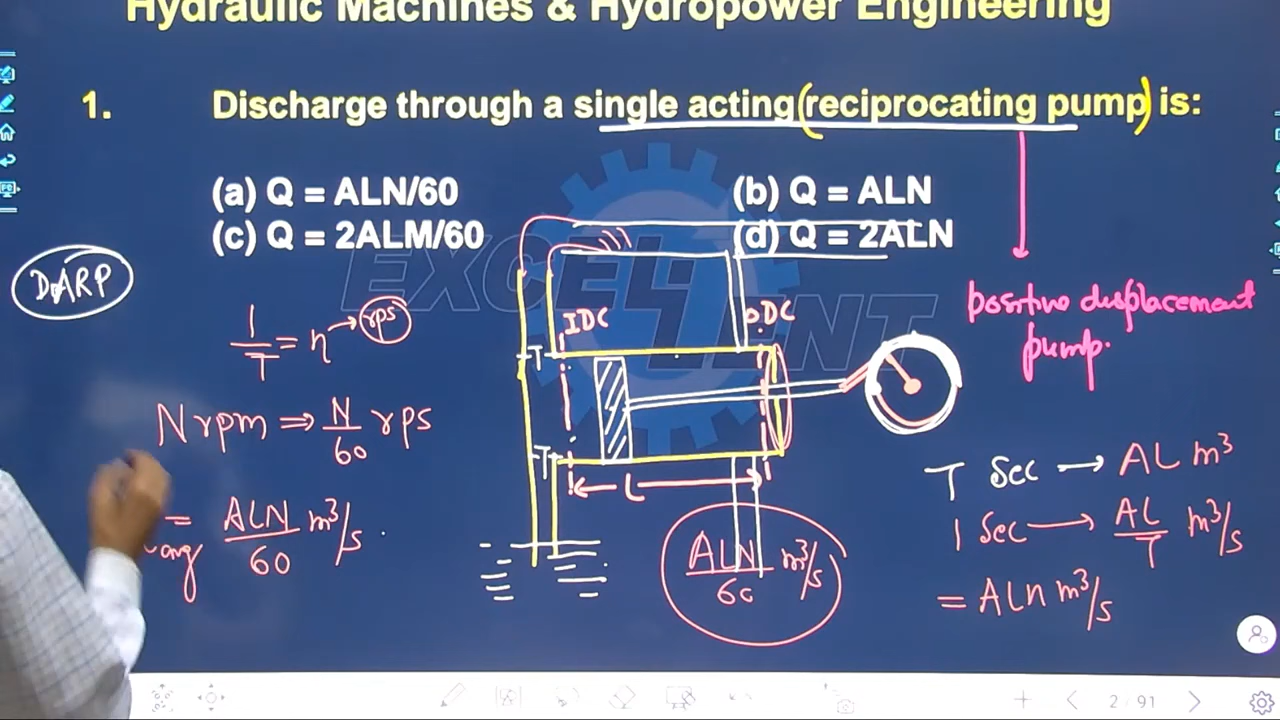 Hydraulic Machines & Hydropower Engineering
1. Discharge through a single acting (reciprocating pump) is:
(a) Q = ALN/60
(b) Q = ALN
(c) Q = 2ALM/60
(d) Q = 2ALN
EXCELLENT
DARP
1/T = n → rps
N rpm ⇒ N/60 rps
= ALN/60 m³/s
avg
IDC
ODC
T
T
L
ALN/60 m³/s
positive displacement
pump.
T Sec → AL m³
1 Sec → AL/T m³/s
= ALn m³/s
2 / 91